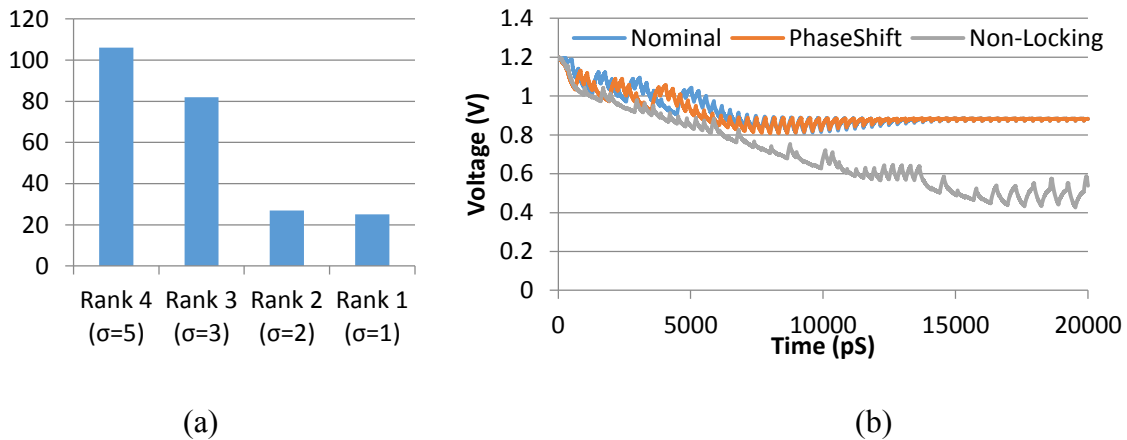 120
100
80
60
40
20
0
Rank 4 Rank 3 Rank 2 Rank 1
(σ=5) (σ=3) (σ=2) (σ=1)
(a)
1.4
1.2
1
0.8
0.6
0.4
0.2
0
Voltage (V)
Nominal PhaseShift Non-Locking
0 5000 10000 15000 20000
Time (pS)
(b)